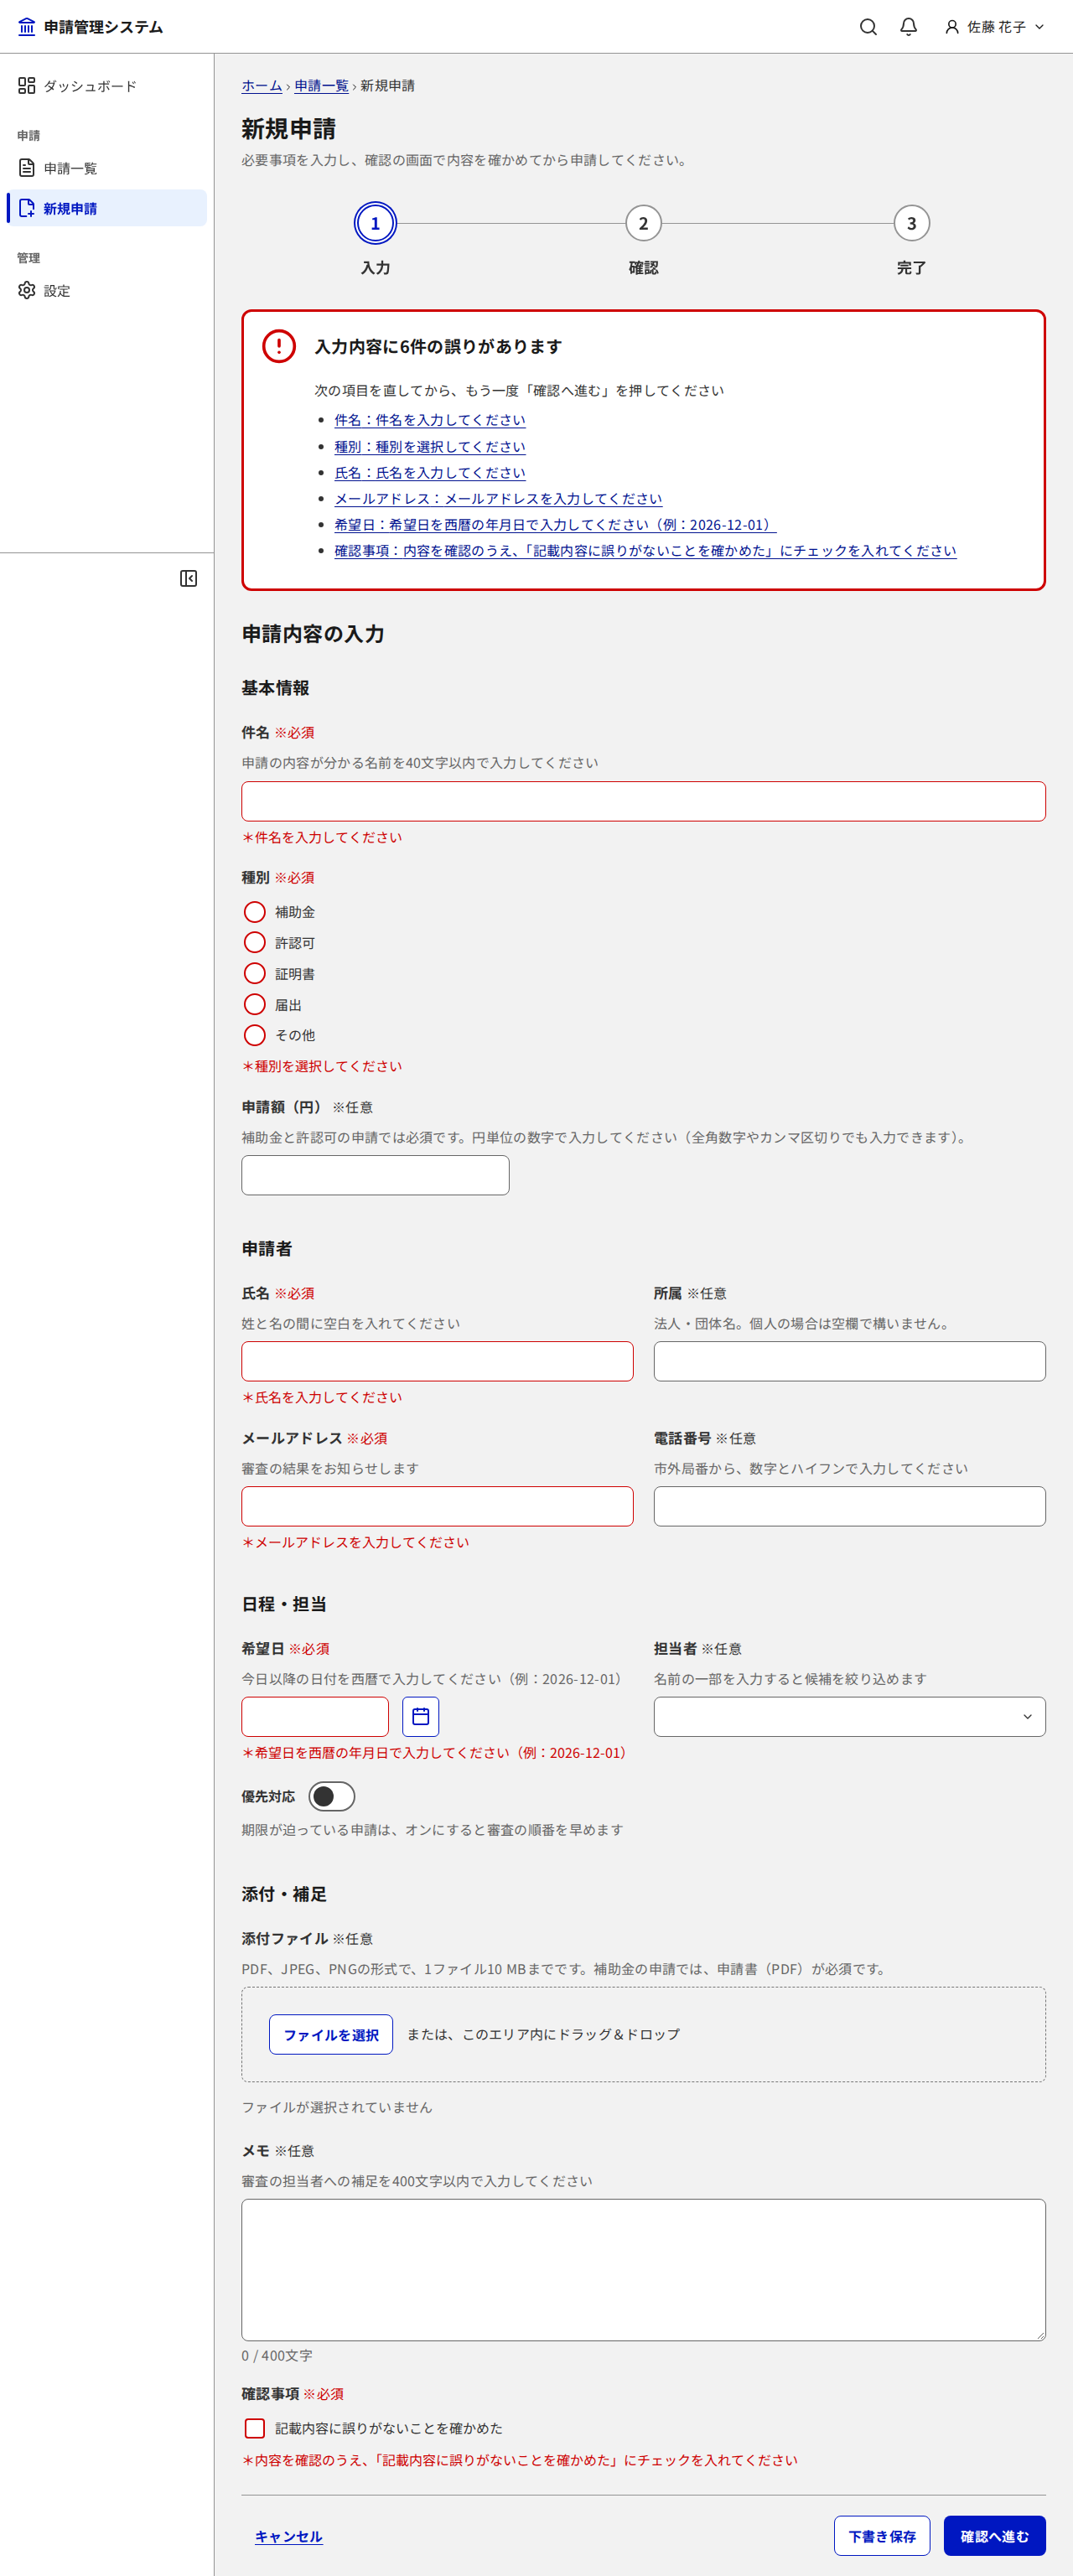 申請管理システム
佐藤 花子
ダッシュボード
申請
申請一覧
新規申請
管理
設定
ホーム › 申請一覧 › 新規申請
新規申請
必要事項を入力し、確認の画面で内容を確かめてから申請してください。
1
2
3
入力
確認
完了
入力内容に6件の誤りがあります
次の項目を直してから、もう一度「確認へ進む」を押してください
件名：件名を入力してください
種別：種別を選択してください
氏名：氏名を入力してください
メールアドレス：メールアドレスを入力してください
希望日：希望日を西暦の年月日で入力してください（例：2026-12-01）
確認事項：内容を確認のうえ、「記載内容に誤りがないことを確かめた」にチェックを入れてください
申請内容の入力
基本情報
件名 ※必須
申請の内容が分かる名前を40文字以内で入力してください
＊件名を入力してください
種別 ※必須
補助金
許認可
証明書
届出
その他
＊種別を選択してください
申請額（円） ※任意
補助金と許認可の申請では必須です。円単位の数字で入力してください（全角数字やカンマ区切りでも入力できます）。
申請者
氏名 ※必須
姓と名の間に空白を入れてください
＊氏名を入力してください
所属 ※任意
法人・団体名。個人の場合は空欄で構いません。
メールアドレス ※必須
審査の結果をお知らせします
＊メールアドレスを入力してください
電話番号 ※任意
市外局番から、数字とハイフンで入力してください
日程・担当
希望日 ※必須
今日以降の日付を西暦で入力してください（例：2026-12-01）
＊希望日を西暦の年月日で入力してください（例：2026-12-01）
担当者 ※任意
名前の一部を入力すると候補を絞り込めます
優先対応
期限が迫っている申請は、オンにすると審査の順番を早めます
添付・補足
添付ファイル ※任意
PDF、JPEG、PNGの形式で、1ファイル10 MBまでです。補助金の申請では、申請書（PDF）が必須です。
ファイルを選択 または、このエリア内にドラッグ＆ドロップ
ファイルが選択されていません
メモ ※任意
審査の担当者への補足を400文字以内で入力してください
0 / 400文字
確認事項 ※必須
記載内容に誤りがないことを確かめた
＊内容を確認のうえ、「記載内容に誤りがないことを確かめた」にチェックを入れてください
キャンセル
下書き保存
確認へ進む